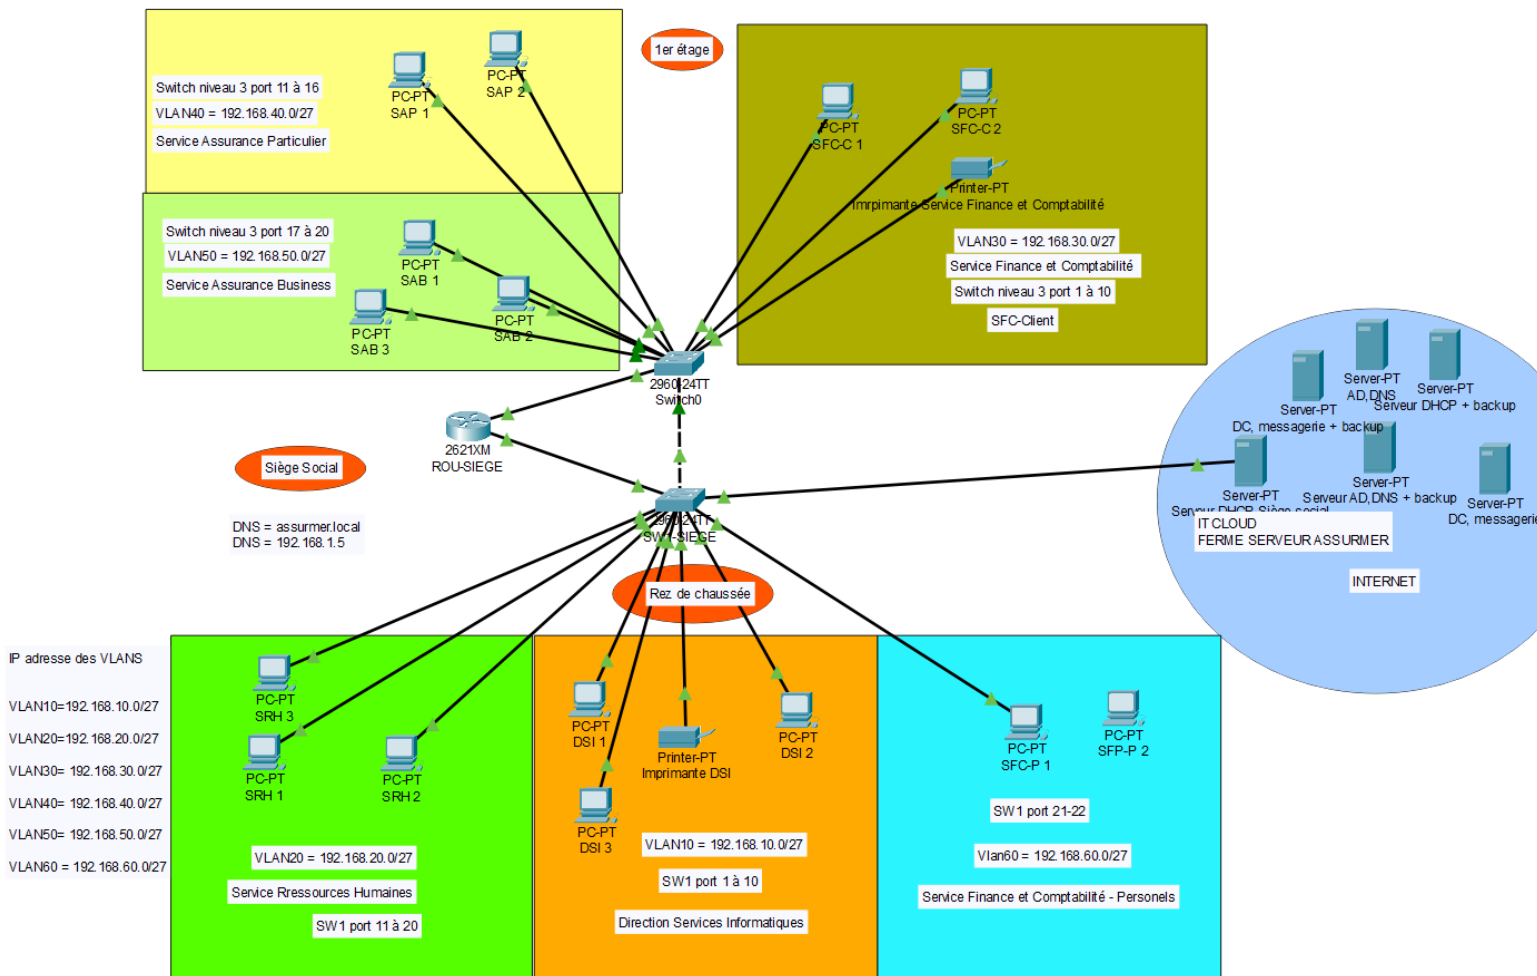 1er étage
Switch niveau 3 port 11 à 16
VLAN40 = 192.168.40.0/27
Service Assurance Particulier
PC-PT
SAP 1
PC-PT
SAP 2
PC-PT
SFC-C 1
PC-PT
SFC-C 2
Printer-PT
Imrpimante Service Finance et Comptabilité
VLAN30 = 192.168.30.0/27
Service Finance et Comptabilité
Switch niveau 3 port 1 à 10
SFC-Client
Switch niveau 3 port 17 à 20
VLAN50 = 192.168.50.0/27
Service Assurance Business
PC-PT
SAB 1
PC-PT
SAB 2
PC-PT
SAB 3
2960-24TT
Switch0
2621XM
ROU-SIEGE
Siège Social
DNS = assurmer.local
DNS = 192.168.1.5
2960-24TT
SW1-SIEGE
Server-PT
AD,DNS
Server-PT
Serveur DHCP + backup
Server-PT
DC, messagerie + backup
Server-PT
Serveur DHCP Siège social
Server-PT
Serveur AD,DNS + backup
Server-PT
DC, messagerie
IT CLOUD
FERME SERVEUR ASSURMER
INTERNET
Rez de chaussée
IP adresse des VLANS
VLAN10=192.168.10.0/27
VLAN20=192.168.20.0/27
VLAN30= 192.168.30.0/27
VLAN40= 192.168.40.0/27
VLAN50= 192.168.50.0/27
VLAN60 = 192.168.60.0/27
PC-PT
SRH 3
PC-PT
SRH 1
PC-PT
SRH 2
VLAN20 = 192.168.20.0/27
Service Rressources Humaines
SW1 port 11 à 20
PC-PT
DSI 1
Printer-PT
Imprimante DSI
PC-PT
DSI 2
PC-PT
DSI 3
VLAN10 = 192.168.10.0/27
SW1 port 1 à 10
Direction Services Informatiques
PC-PT
SFC-P 1
PC-PT
SFP-P 2
SW1 port 21-22
Vlan60 = 192.168.60.0/27
Service Finance et Comptabilité - Personels